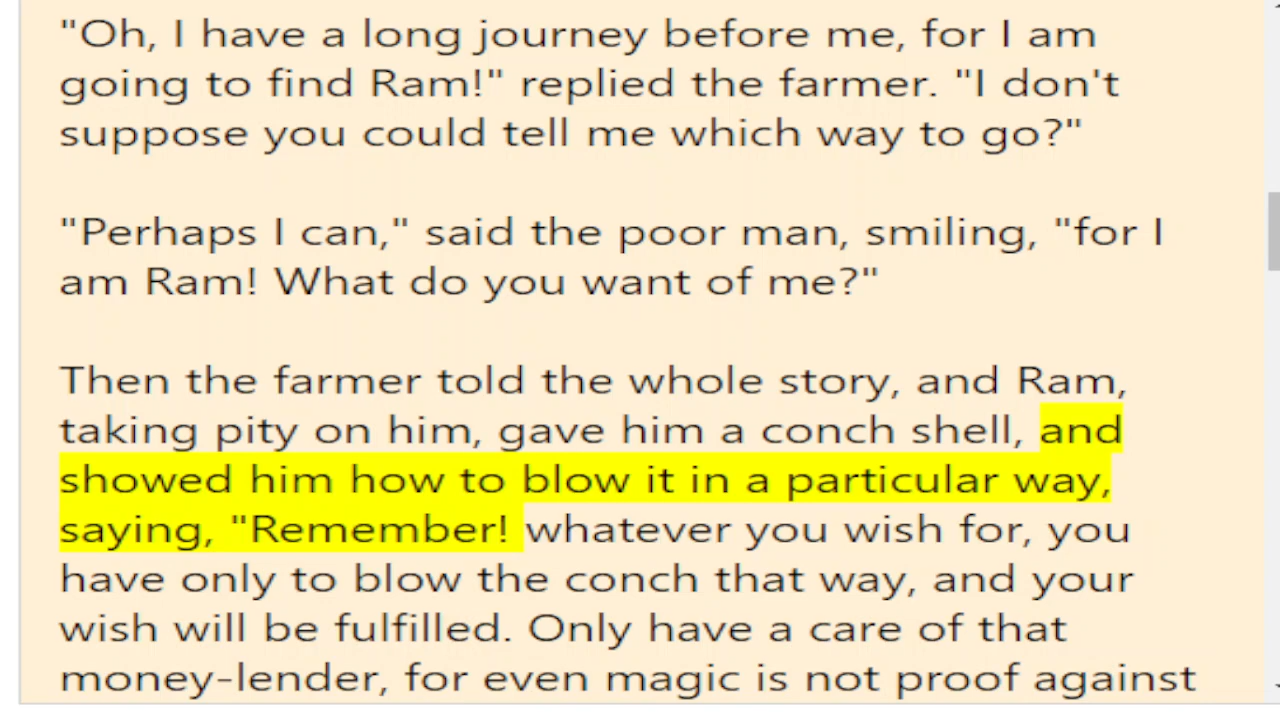 "Oh, I have a long journey before me, for I am
going to find Ram!" replied the farmer. "I don't
suppose you could tell me which way to go?"
"Perhaps I can," said the poor man, smiling, "for I
am Ram! What do you want of me?"
Then the farmer told the whole story, and Ram,
taking pity on him, gave him a conch shell, and
showed him how to blow it in a particular way,
saying, "Remember! whatever you wish for, you
have only to blow the conch that way, and your
wish will be fulfilled. Only have a care of that
money-lender, for even magic is not proof against